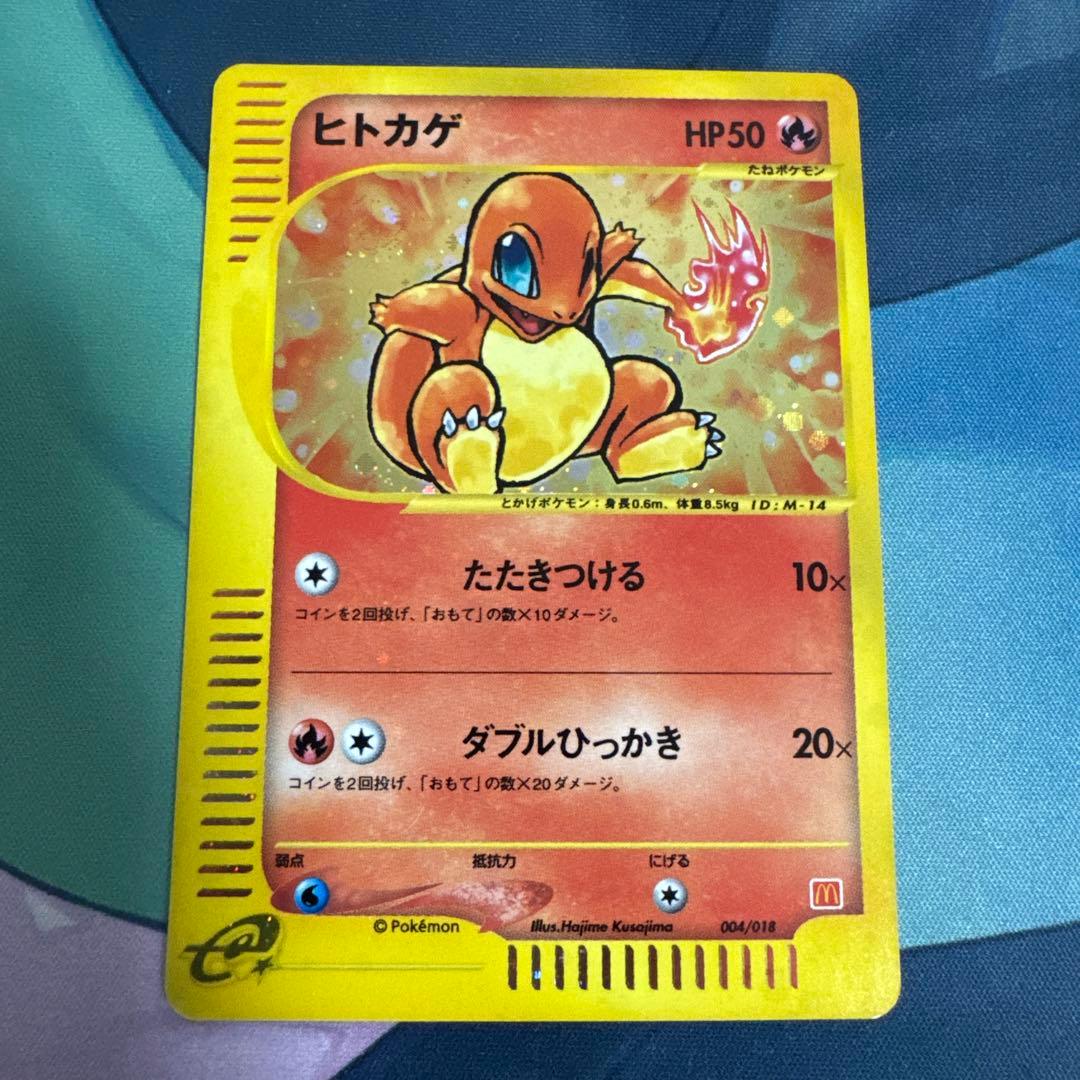 ヒトカゲ HP50
たねポケモン
とかげポケモン：身長0.6m、体重8.5kg ID:M-14
たたきつける 10×
コインを2回投げ、「おもて」の数×10ダメージ。
ダブルひっかき 20×
コインを2回投げ、「おもて」の数×20ダメージ。
弱点 抵抗力 にげる
© Pokémon Illus.Hajime Kusajima 004/018